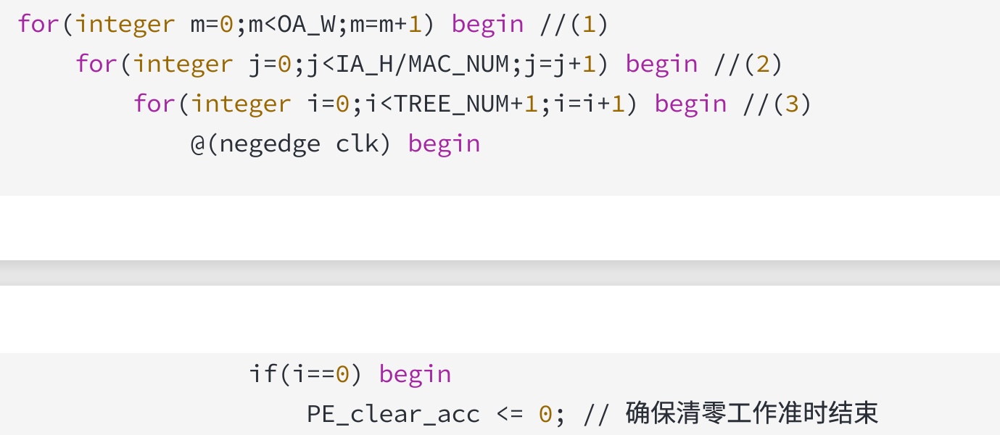 for(integer m=0;m<OA_W;m=m+1) begin //(1)
for(integer j=0;j<IA_H/MAC_NUM;j=j+1) begin //(2)
for(integer i=0;i<TREE_NUM+1;i=i+1) begin //(3)
@(negedge clk) begin
if(i==0) begin
PE_clear_acc <= 0; // 确保清零工作准时结束